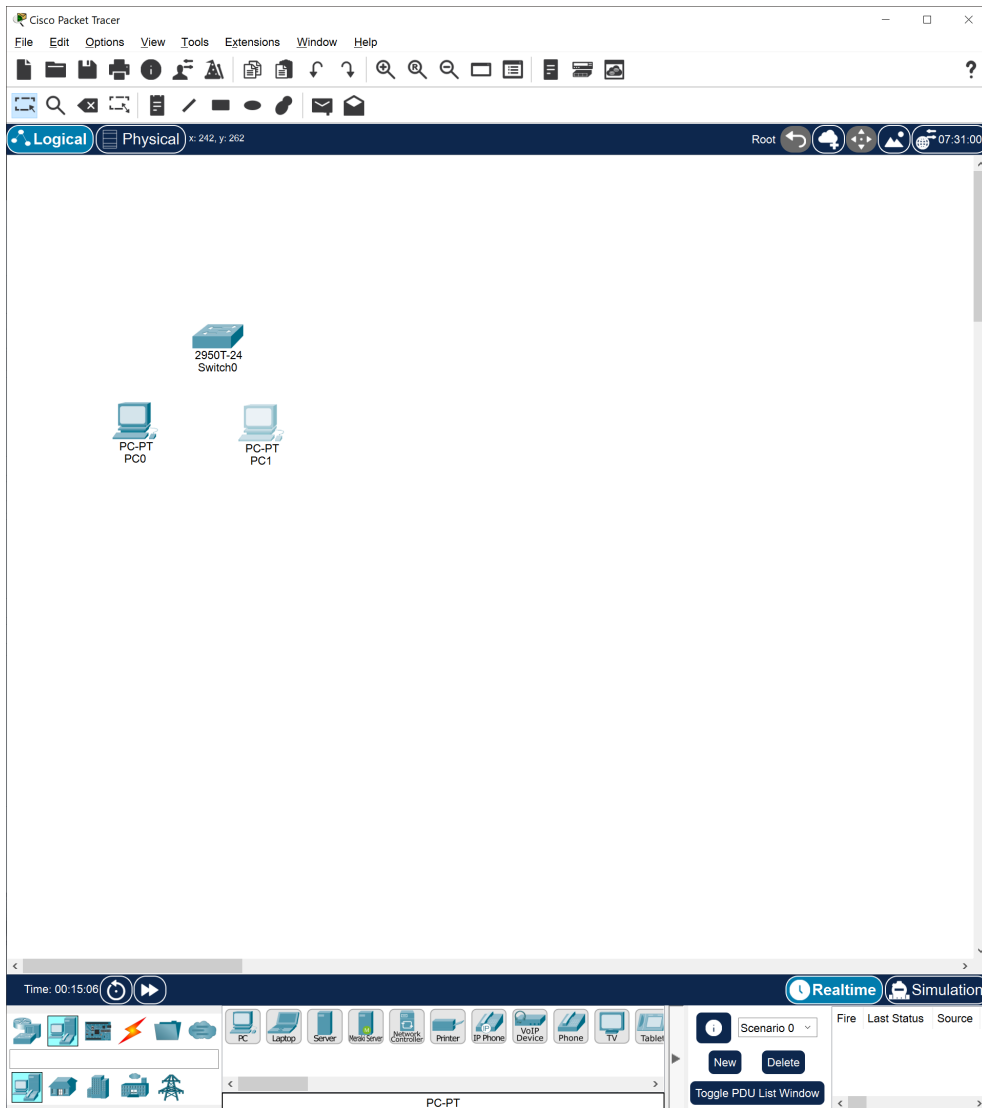 Cisco Packet Tracer
File Edit Options View Tools Extensions Window Help
?
Logical Physical x: 242, y: 262 Root 07:31:00
2950T-24
Switch0
PC-PT
PC0
PC-PT
PC1
Time: 00:15:06 Realtime Simulation
PC Laptop Server Meraki Server Network Controller Printer IP Phone VoIP Device Phone TV Tablet
PC-PT
Scenario 0
New Delete
Toggle PDU List Window
Fire Last Status Source